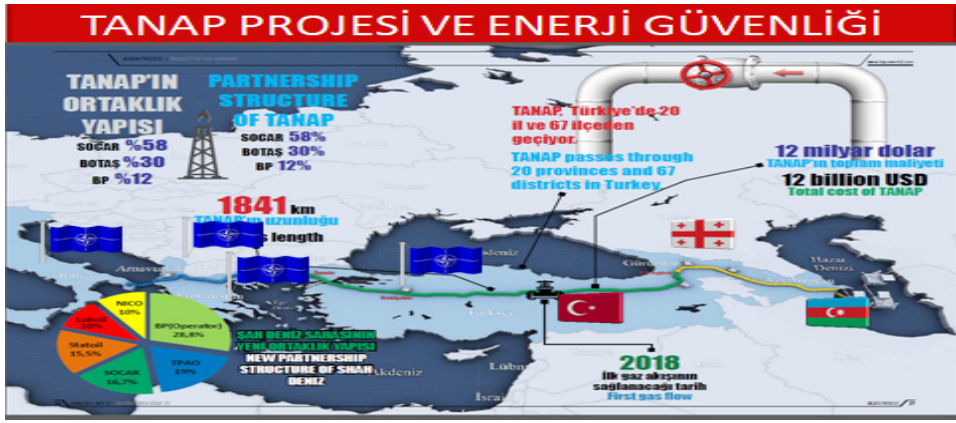 TANAP PROJESİ VE ENERJİ GÜVENLİĞİ
TANAP'IN
ORTAKLIK
YAPISI
SOCAR %58
BOTAŞ %30
BP %12
PARTNERSHIP
STRUCTURE
OF TANAP
SOCAR 58%
BOTAŞ 30%
BP 12%
TANAP, Türkiye'de 20
il ve 67 ilçeden
geçiyor.
TANAP passes through
20 provinces and 67
districts in Turkey.
12 milyar dolar
TANAP'ın toplam maliyeti
12 billion USD
Total cost of TANAP
1841 km
TANAP'ın uzunluğu
length
Hazar
Denizi
Türkiye
NICO
10%
Lukoil
10%
Statoil
15,5%
SOCAR
16,7%
TPAO
19%
BP(Operator)
28,8%
ŞAH DENİZ SAHASININ
YENİ ORTAKLIK YAPISI
NEW PARTNERSHIP
STRUCTURE OF SHAH
DENIZ
Akdeniz
2018
İlk gaz akışının
sağlanacağı tarih
First gas flow